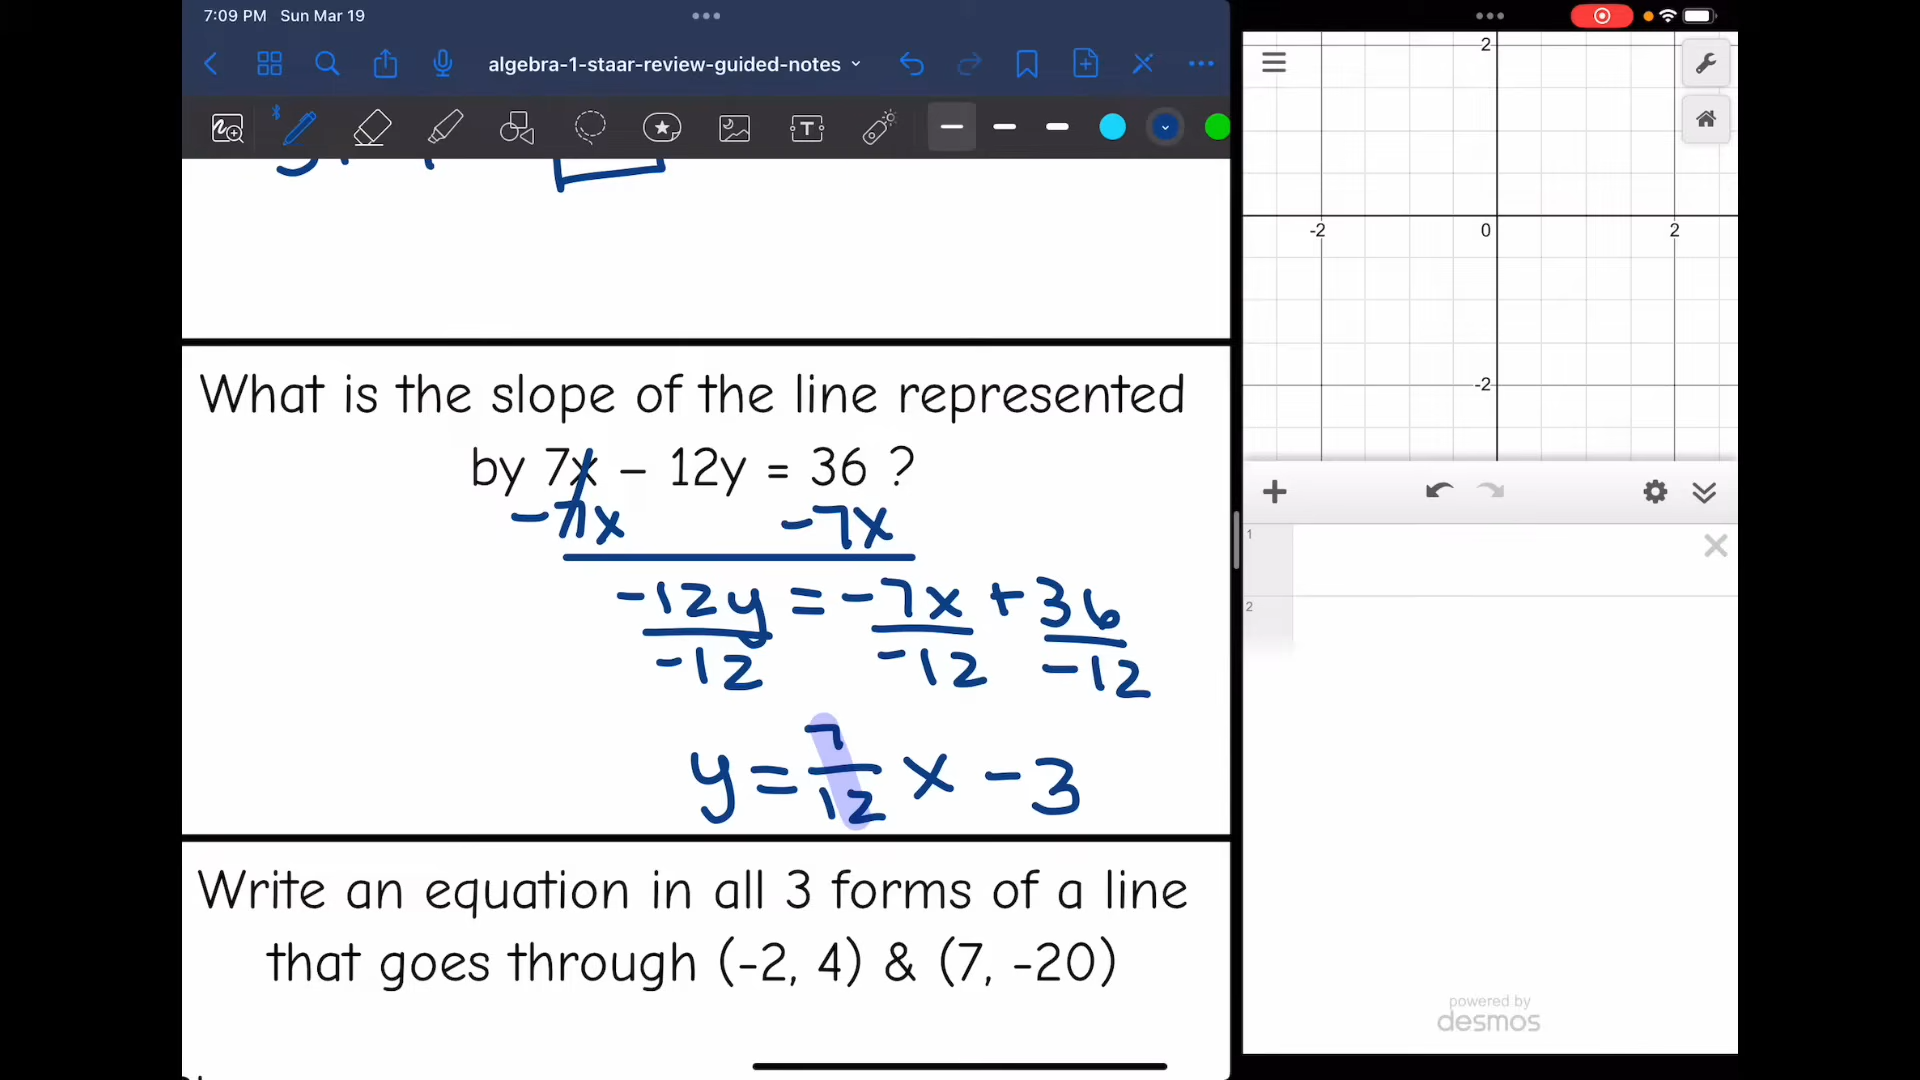 7:09 PM Sun Mar 19
algebra-1-staar-review-guided-notes
T
What is the slope of the line represented
by 7x – 12y = 36 ?
-7x -7x
-12y = -7x + 36
-12 -12 -12
y = 7/12 x - 3
Write an equation in all 3 forms of a line
that goes through (-2, 4) & (7, -20)
2
-2 0 2
-2
1
2
powered by
desmos